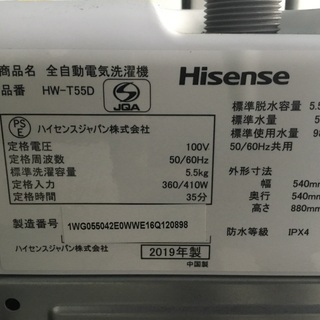 商品名 全自動電気洗濯機
品番 HW-T55D
JQA
Hisense
PS
E
ハイセンスジャパン株式会社
定格電圧 100V
定格周波数 50/60Hz
標準洗濯容量 5.5kg
定格入力 360/410W
定格時間 35分
製造番号 1WG055042E0WWE16Q120898
ハイセンスジャパン株式会社
2019年製
中国製
標準脱水容量 5.5
標準水量
標準使用水量
50/60Hz共用
外形寸法
幅 540mm
奥行 540mm
高さ 880mm
防水等級 IPX4